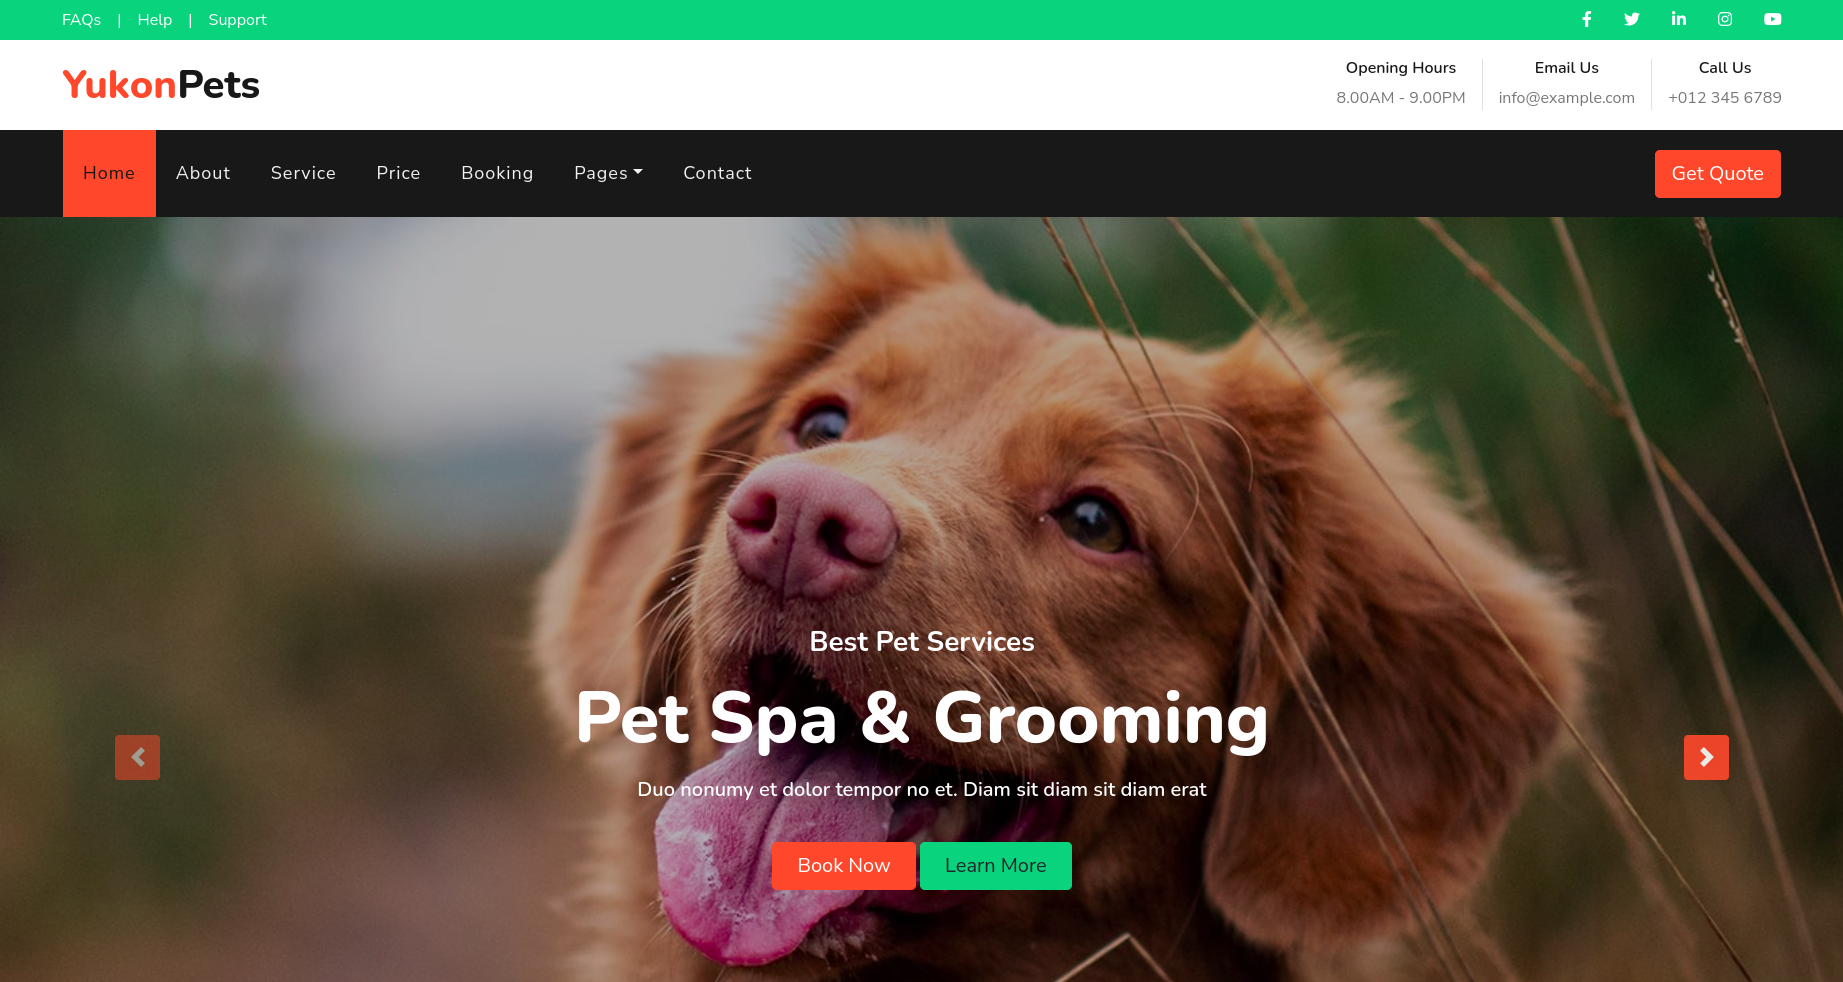 FAQs | Help | Support
YukonPets
Opening Hours
8.00AM - 9.00PM
Email Us
info@example.com
Call Us
+012 345 6789
Home About Service Price Booking Pages Contact
Get Quote
Best Pet Services
Pet Spa & Grooming
Duo nonumy et dolor tempor no et. Diam sit diam sit diam erat
Book Now
Learn More